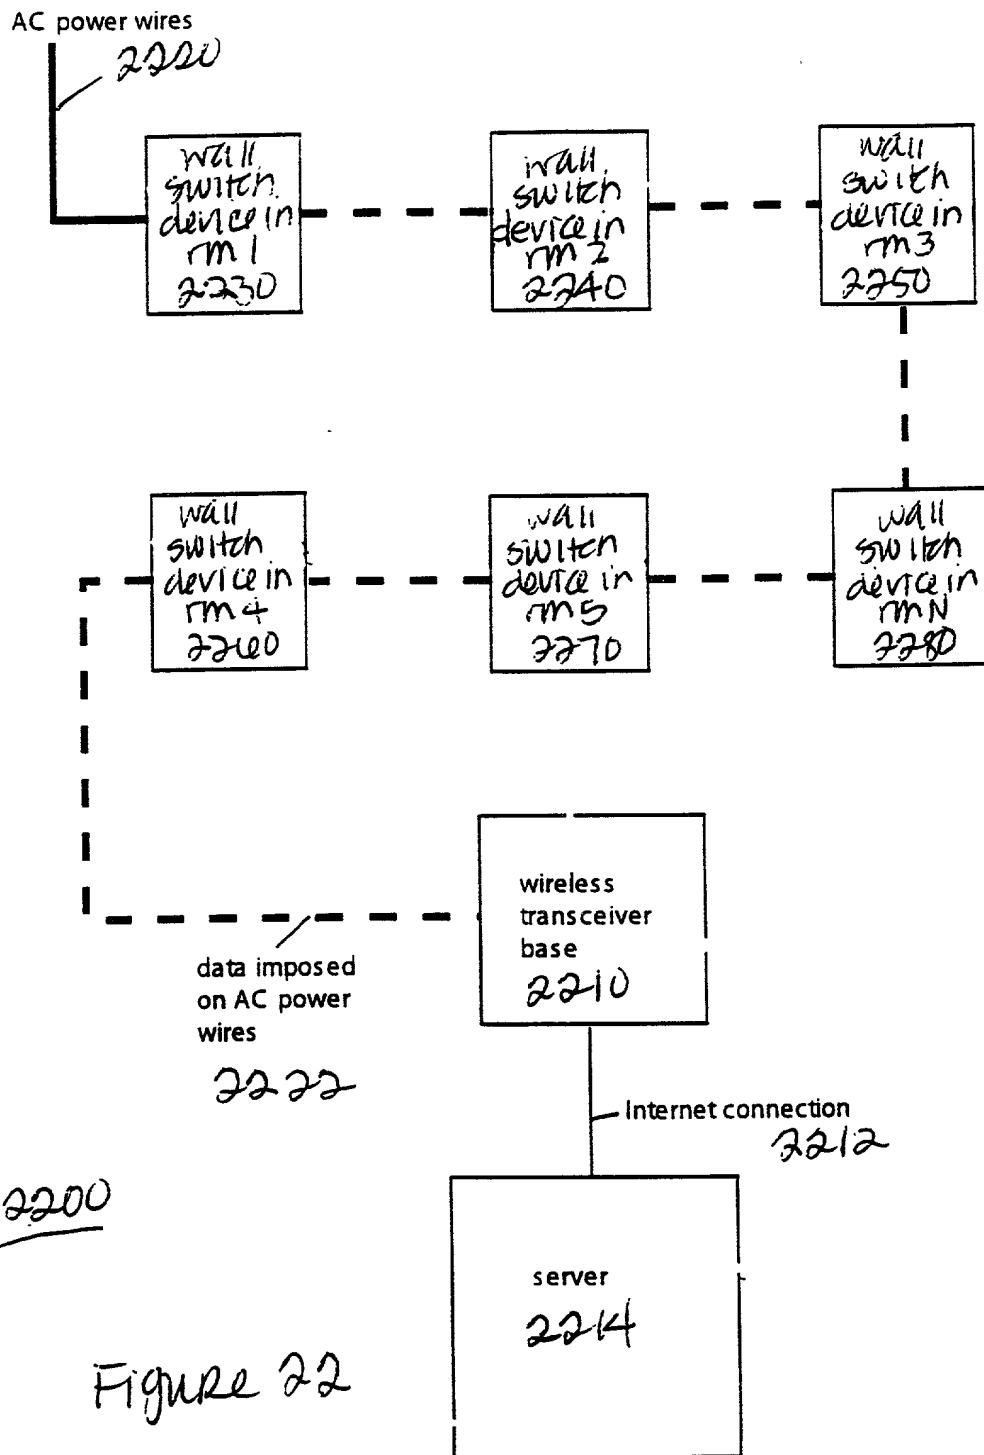 AC power wires
2220
wall
switch
device in
rm 1
2230
wall
switch
device in
rm 2
2240
wall
switch
device in
rm 3
2250
wall
switch
device in
rm 4
2260
wall
switch
device in
rm 5
2270
wall
switch
device in
rm N
2280
wireless
transceiver
base
2210
data imposed
on AC power
wires
2222
Internet connection
2212
2200
server
2214
Figure 22